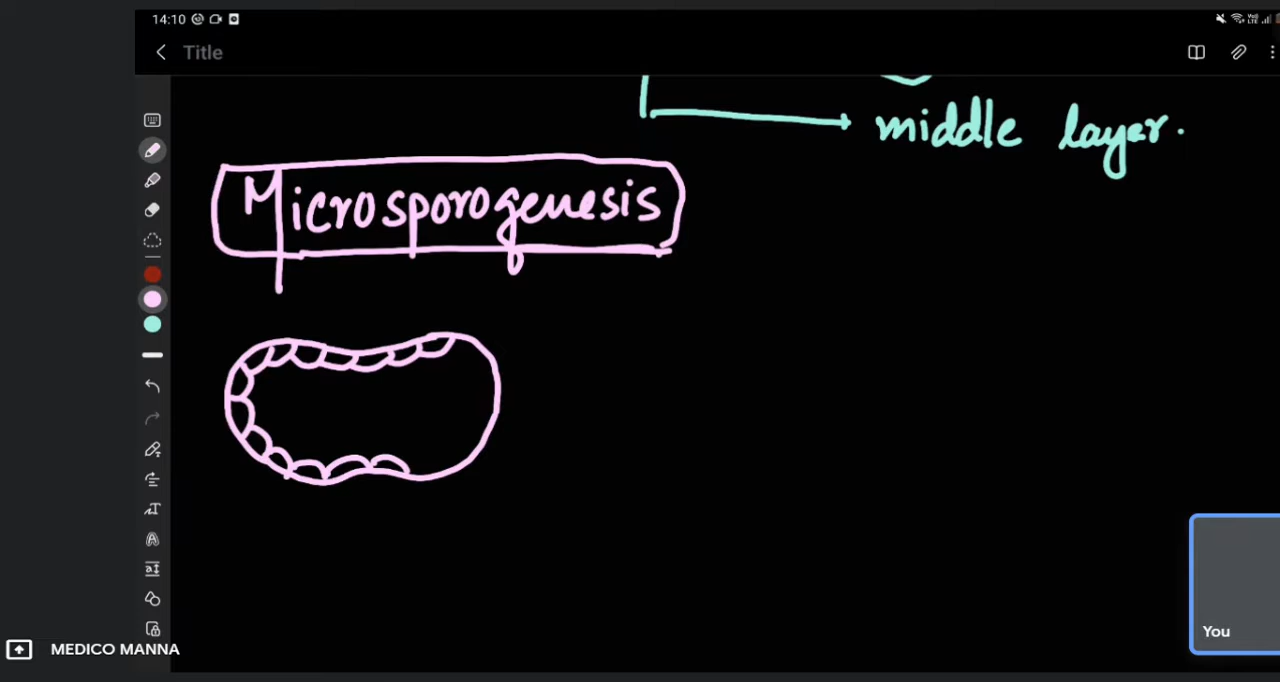 14:10
Title
middle layer.
Microsporogenesis
MEDICO MANNA
You